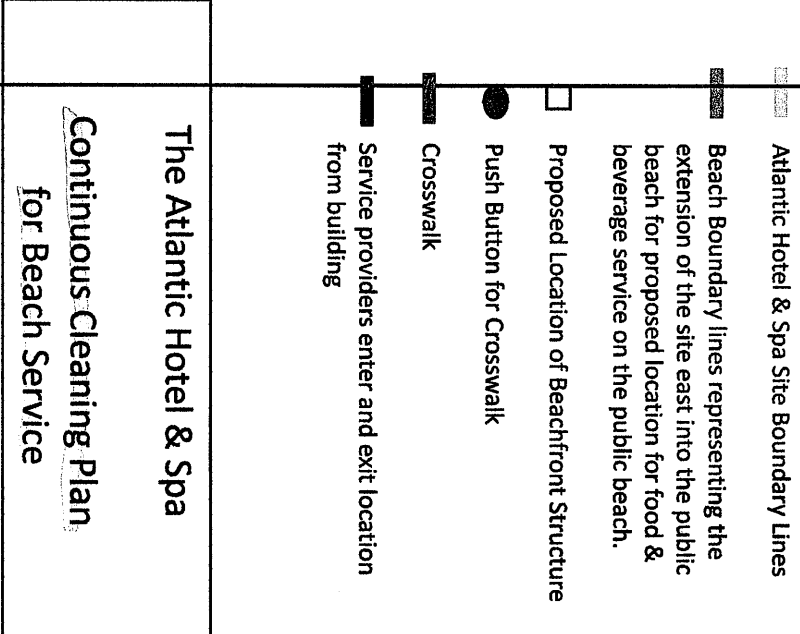 Atlantic Hotel & Spa Site Boundary Lines
Beach Boundary lines representing the
extension of the site east into the public
beach for proposed location for food &
beverage service on the public beach.
Proposed Location of Beachfront Structure
Push Button for Crosswalk
Crosswalk
Service providers enter and exit location
from building
The Atlantic Hotel & Spa
Continuous Cleaning Plan
for Beach Service